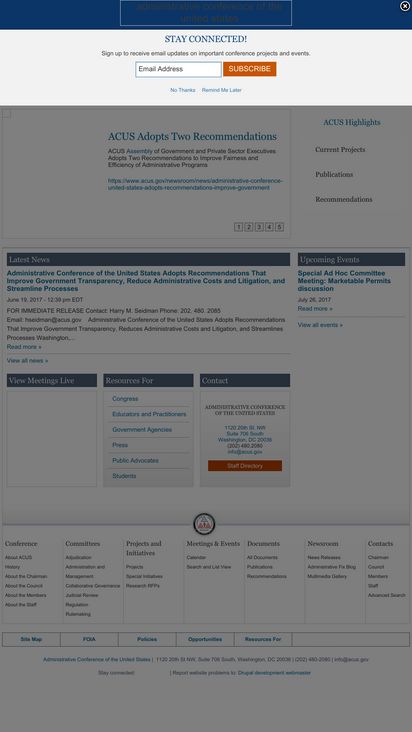 administrative conference of the
united states
STAY CONNECTED!
Sign up to receive email updates on important conference projects and events.
Email Address
SUBSCRIBE
No Thanks Remind Me Later
ACUS Adopts Two Recommendations
ACUS Assembly of Government and Private Sector Executives
Adopts Two Recommendations to Improve Fairness and
Efficiency of Administrative Programs
https://www.acus.gov/newsroom/news/administrative-conference-
united-states-adopts-recommendations-improve-government
1 2 3 4 5
ACUS Highlights
Current Projects
Publications
Recommendations
Latest News
Administrative Conference of the United States Adopts Recommendations That
Improve Government Transparency, Reduce Administrative Costs and Litigation, and
Streamline Processes
June 19, 2017 - 12:39 pm EDT
FOR IMMEDIATE RELEASE Contact: Harry M. Seidman Phone: 202. 480. 2085
Email: hseidman@acus.gov Administrative Conference of the United States Adopts Recommendations
That Improve Government Transparency, Reduces Administrative Costs and Litigation, and Streamlines
Processes Washington,...
Read more »
View all news »
Upcoming Events
Special Ad Hoc Committee
Meeting: Marketable Permits
discussion
July 26, 2017
Read more »
View all events »
View Meetings Live
Resources For
Congress
Educators and Practitioners
Government Agencies
Press
Public Advocates
Students
Contact
ADMINISTRATIVE CONFERENCE
OF THE UNITED STATES
1120 20th St. NW
Suite 706 South
Washington, DC 20036
(202) 480.2080
info@acus.gov
Staff Directory
Conference
About ACUS
History
About the Chairman
About the Council
About the Members
About the Staff
Committees
Adjudication
Administration and
Management
Collaborative Governance
Judicial Review
Regulation
Rulemaking
Projects and
Initiatives
Projects
Special Initiatives
Research RFPs
Meetings & Events
Calendar
Search and List View
Documents
All Documents
Publications
Recommendations
Newsroom
News Releases
Administrative Fix Blog
Multimedia Gallery
Contacts
Chairman
Council
Members
Staff
Advanced Search
Site Map FOIA Policies Opportunities Resources For
Administrative Conference of the United States | 1120 20th St. NW, Suite 706 South, Washington, DC 20036 | (202) 480-2080 | info@acus.gov
Stay connected: | Report website problems to: Drupal development webmaster